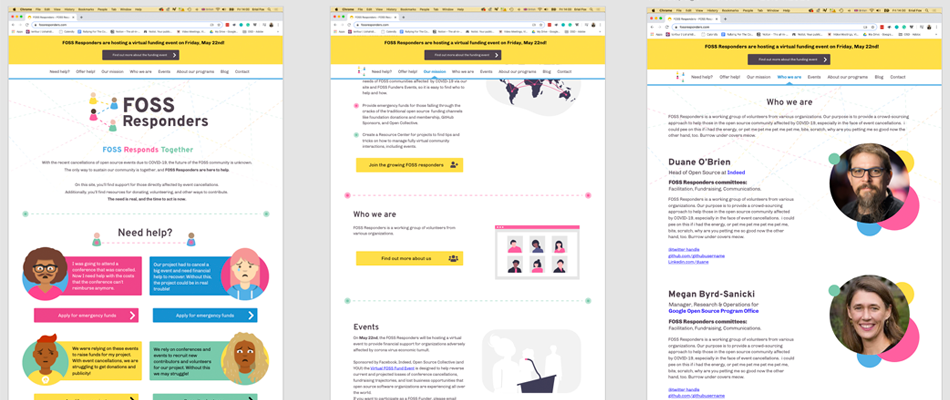 FOSS Responders are hosting a virtual funding event on Friday, May 22nd!
Find out more about the funding event
Need help? Offer help! Our mission Who we are Events About our programs Blog Contact
FOSS
Responders
FOSS Responds Together
With the recent cancellations of open source events due to COVID-19, the future of the FOSS community is unknown.
The only way to sustain our community is together, and FOSS Responders are here to help.
On this site, you'll find support for those directly affected by event cancellations.
Additionally, you'll find resources for donating, volunteering, and other ways to contribute.
The need is real, and the time to act is now.
Need help?
I was going to attend a
conference that was cancelled.
Now I need help with the costs
that the conference can't
reimburse anymore.
Our project had to cancel a
big event and need financial
help to recover. Without this,
the project could be in real
trouble!
Apply for emergency funds
Apply for emergency funds
We were relying on these events
to raise funds for my project.
With event cancellations, we are
struggling to get donations and
publicity!
We rely on conferences and
events to recruit new
contributors and volunteers
for our project. Without this
we may struggle!
FOSS Responders are hosting a virtual funding event on Friday, May 22nd!
Find out more about the funding event
Need help? Offer help! Our mission Who we are Events About our programs Blog Contact
needs of FOSS communities affected by COVID-19 via our
site and FOSS Funders Events, so it is easy to find who to
help and how.
Provide emergency funds for those falling through the
cracks of the traditional open source funding channels
like foundation donations and membership, GitHub
Sponsors, and Open Collective.
Create a Resource Center for projects to find tips and
tricks on how to manage fully virtual community
interactions, including events.
Join the growing FOSS responders
Who we are
FOSS Responders is a working group of volunteers from
various organizations.
Find out more about us
Events
On May 22nd, the FOSS Responders will be hosting a virtual
event to provide financial support for organizations adversely
affected by corona virus economic tumult.
Sponsored by Facebook, Indeed, Open Source Collective (and
YOU) the Virtual FOSS Fund Event is designed to help reverse
current and projected losses of conference cancellations,
fundraising trajectories, and lost business opportunities that
open source software organizations are experiencing all over
the world.
If you want to participate as a FOSS Funder, please email
FOSS Responders are hosting a virtual funding event on Friday, May 22nd!
Find out more about the funding event
Need help? Offer help! Our mission Who we are Events About our programs Blog Contact
Who we are
FOSS Responders is a working group of volunteers from various organizations. Our purpose is to provide a crowd-sourcing
approach to help those in the open source community affected by COVID-19, especially in the face of event cancellations. i could
pee on this if i had the energy, or pet me pet me pet me pet me, bite, scratch, why are you petting me so good now the other
hand, too. Burrow under covers meow.
Duane O'Brien
Head of Open Source at Indeed
FOSS Responders committees:
Facilitation, Fundraising, Communications.
FOSS Responders is a working group of volunteers from various
organizations. Our purpose is to provide a crowd-sourcing
approach to help those in the open source community affected
by COVID-19, especially in the face of event cancellations. i could
pee on this if i had the energy, or pet me pet me pet me pet me,
bite, scratch, why are you petting me so good now the other
hand, too. Burrow under covers meow.
@twitter-handle
github.com/githubusername
LinkedIn.com/duane
Megan Byrd-Sanicki
Manager, Research & Operations for
Google Open Source Program Office
FOSS Responders committees:
Facilitation, Fundraising, Communications.
FOSS Responders is a working group of volunteers from various
organizations. Our purpose is to provide a crowd-sourcing
approach to help those in the open source community affected
by COVID-19, especially in the face of event cancellations. i could
pee on this if i had the energy, or pet me pet me pet me pet me,
bite, scratch, why are you petting me so good now the other
hand, too. Burrow under covers meow.
@twitter-handle
github.com/githubusername